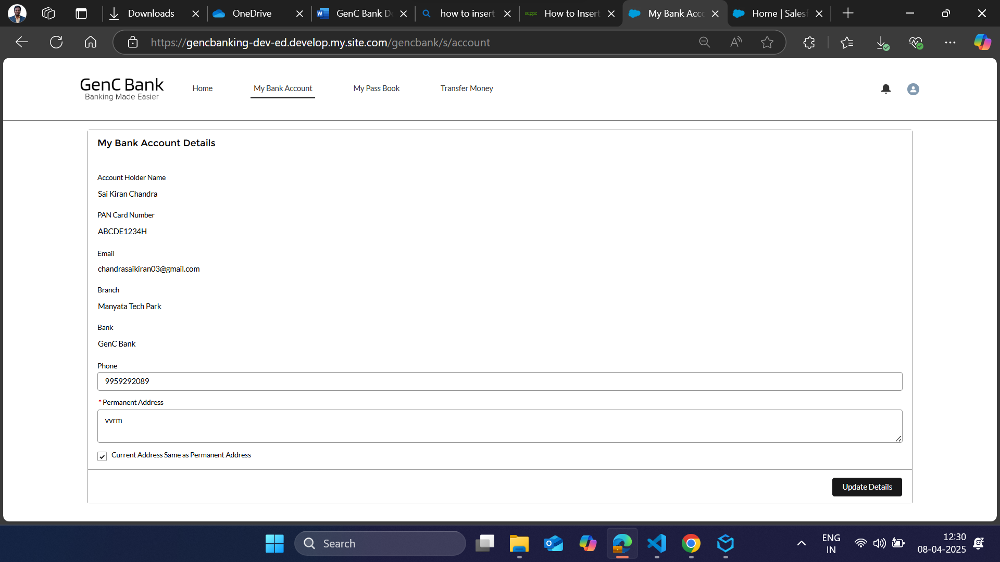 Downloads
OneDrive
GenC Bank D
how to insert
suppc
How to Insert
My Bank Acc
Home | Sales
https://gencbanking-dev-ed.develop.my.site.com/gencbank/s/account
GenC Bank
Banking Made Easier
Home
My Bank Account
My Pass Book
Transfer Money
My Bank Account Details
Account Holder Name
Sai Kiran Chandra
PAN Card Number
ABCDE1234H
Email
chandrasaikiran03@gmail.com
Branch
Manyata Tech Park
Bank
GenC Bank
Phone
9959292089
* Permanent Address
vvrm
Current Address Same as Permanent Address
Update Details
Search
ENG
IN
12:30
08-04-2025